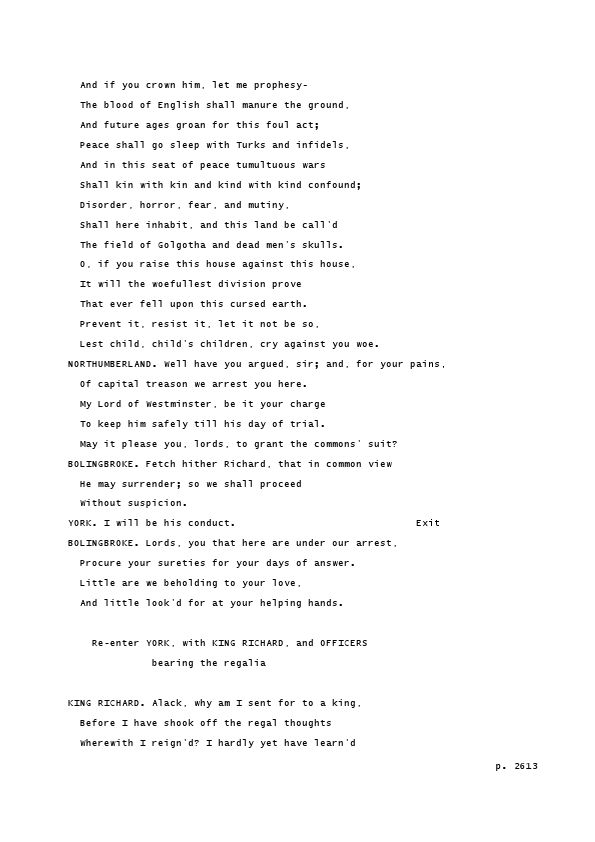 And if you crown him, let me prophesy-
The blood of English shall manure the ground,
And future ages groan for this foul act;
Peace shall go sleep with Turks and infidels,
And in this seat of peace tumultuous wars
Shall kin with kin and kind with kind confound;
Disorder, horror, fear, and mutiny,
Shall here inhabit, and this land be call'd
The field of Golgotha and dead men's skulls.
O, if you raise this house against this house,
It will the woefullest division prove
That ever fell upon this cursed earth.
Prevent it, resist it, let it not be so,
Lest child, child's children, cry against you woe.
NORTHUMBERLAND. Well have you argued, sir; and, for your pains,
Of capital treason we arrest you here.
My Lord of Westminster, be it your charge
To keep him safely till his day of trial.
May it please you, lords, to grant the commons' suit?
BOLINGBROKE. Fetch hither Richard, that in common view
He may surrender; so we shall proceed
Without suspicion.
YORK. I will be his conduct. Exit
BOLINGBROKE. Lords, you that here are under our arrest,
Procure your sureties for your days of answer.
Little are we beholding to your love,
And little look'd for at your helping hands.
Re-enter YORK, with KING RICHARD, and OFFICERS
bearing the regalia
KING RICHARD. Alack, why am I sent for to a king,
Before I have shook off the regal thoughts
Wherewith I reign'd? I hardly yet have learn'd
p. 2613